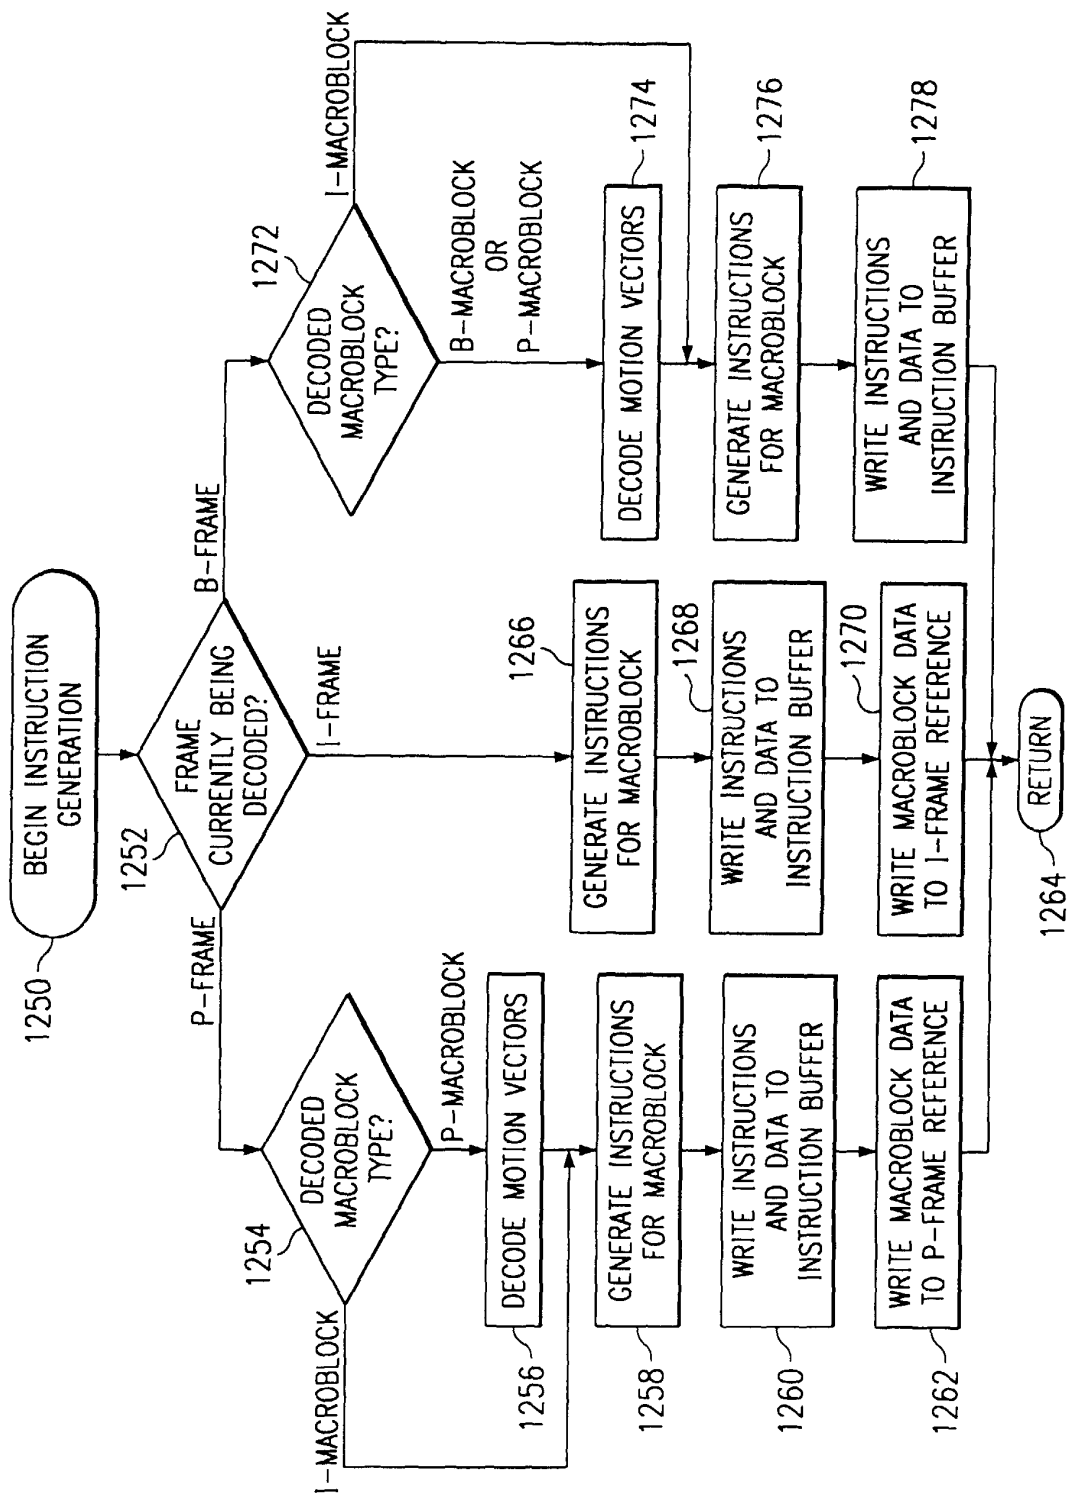 BEGIN INSTRUCTION
GENERATION
1250
FRAME
CURRENTLY BEING
DECODED?
1252
P-FRAME
I-FRAME
B-FRAME
DECODED
MACROBLOCK
TYPE?
1254
I-MACROBLOCK
P-MACROBLOCK
DECODE MOTION VECTORS
1256
GENERATE INSTRUCTIONS
FOR MACROBLOCK
1258
WRITE INSTRUCTIONS
AND DATA TO
INSTRUCTION BUFFER
1260
WRITE MACROBLOCK DATA
TO P-FRAME REFERENCE
1262
GENERATE INSTRUCTIONS
FOR MACROBLOCK
1266
WRITE INSTRUCTIONS
AND DATA TO
INSTRUCTION BUFFER
1268
WRITE MACROBLOCK DATA
TO I-FRAME REFERENCE
1270
DECODED
MACROBLOCK
TYPE?
1272
I-MACROBLOCK
B-MACROBLOCK
OR
P-MACROBLOCK
DECODE MOTION VECTORS
1274
GENERATE INSTRUCTIONS
FOR MACROBLOCK
1276
WRITE INSTRUCTIONS
AND DATA TO
INSTRUCTION BUFFER
1278
RETURN
1264